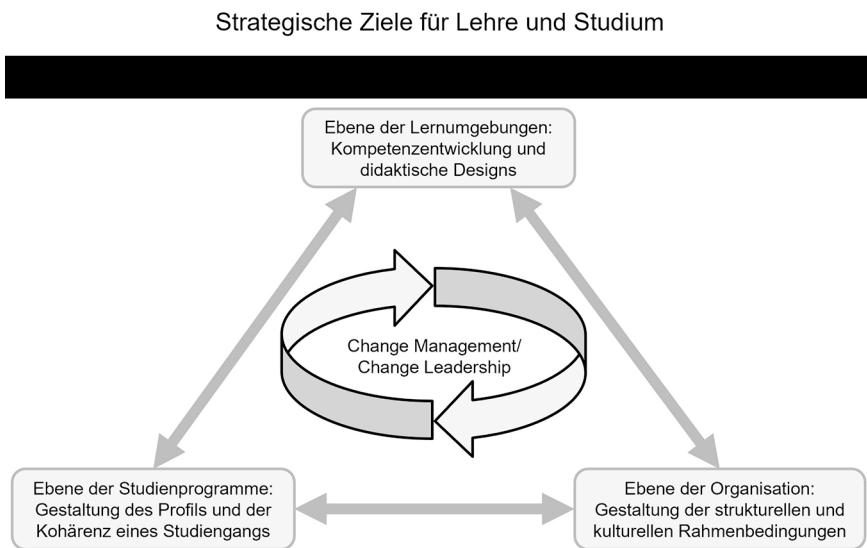 Strategische Ziele für Lehre und Studium
Ebene der Lernumgebungen:
Kompetenzentwicklung und
didaktische Designs
Change Management/
Change Leadership
Ebene der Studienprogramme:
Gestaltung des Profils und der
Kohärenz eines Studiengangs
Ebene der Organisation:
Gestaltung der strukturellen und
kulturellen Rahmenbedingungen